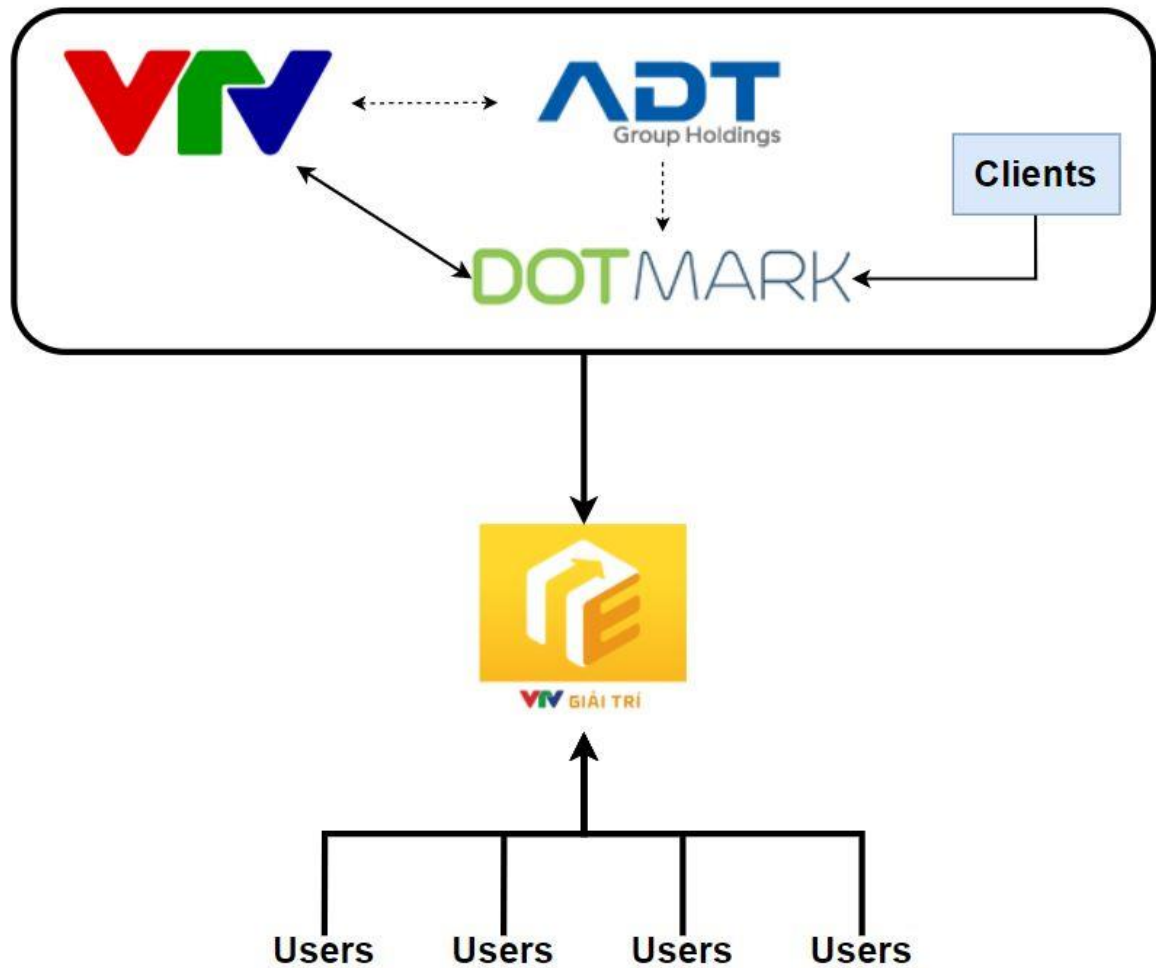 VTV
ADT
Group Holdings
Clients
DOTMARK
E
VTV GIẢI TRÍ
Users Users Users Users